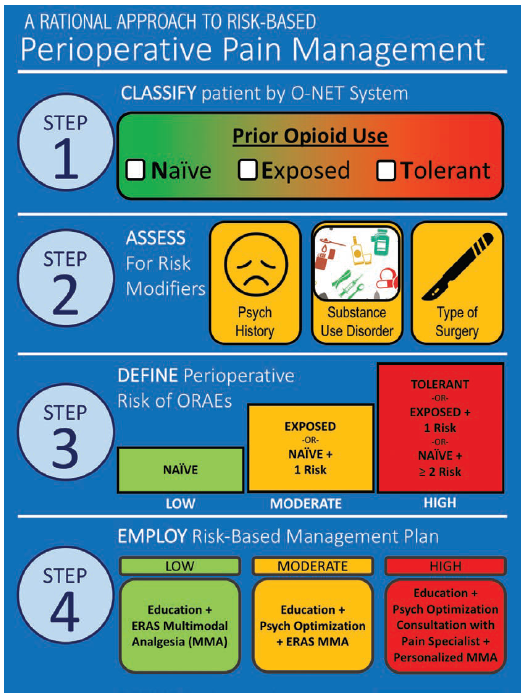 A RATIONAL APPROACH TO RISK-BASED
Perioperative Pain Management
STEP
1
CLASSIFY patient by O-NET System
Prior Opioid Use
Naïve
Exposed
Tolerant
STEP
2
ASSESS
For Risk
Modifiers
Psych
History
Substance
Use Disorder
Type of
Surgery
STEP
3
DEFINE Perioperative
Risk of ORAEs
NAÏVE
LOW
EXPOSED
-OR-
NAÏVE +
1 Risk
MODERATE
TOLERANT
-OR-
EXPOSED +
1 Risk
-OR-
NAÏVE +
≥ 2 Risk
HIGH
STEP
4
EMPLOY Risk-Based Management Plan
LOW
Education +
ERAS Multimodal
Analgesia (MMA)
MODERATE
Education +
Psych Optimization
+ ERAS MMA
HIGH
Education +
Psych Optimization
Consultation with
Pain Specialist +
Personalized MMA